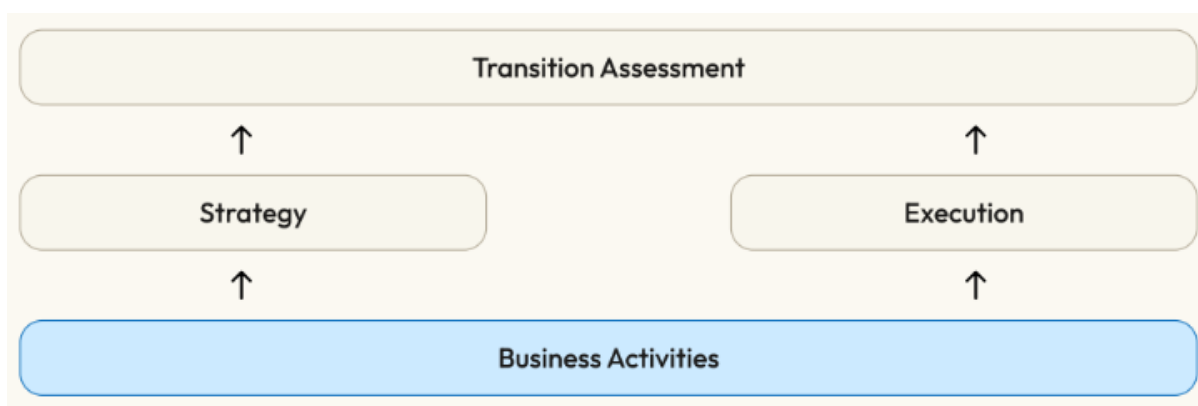 Transition Assessment
Strategy
Execution
Business Activities